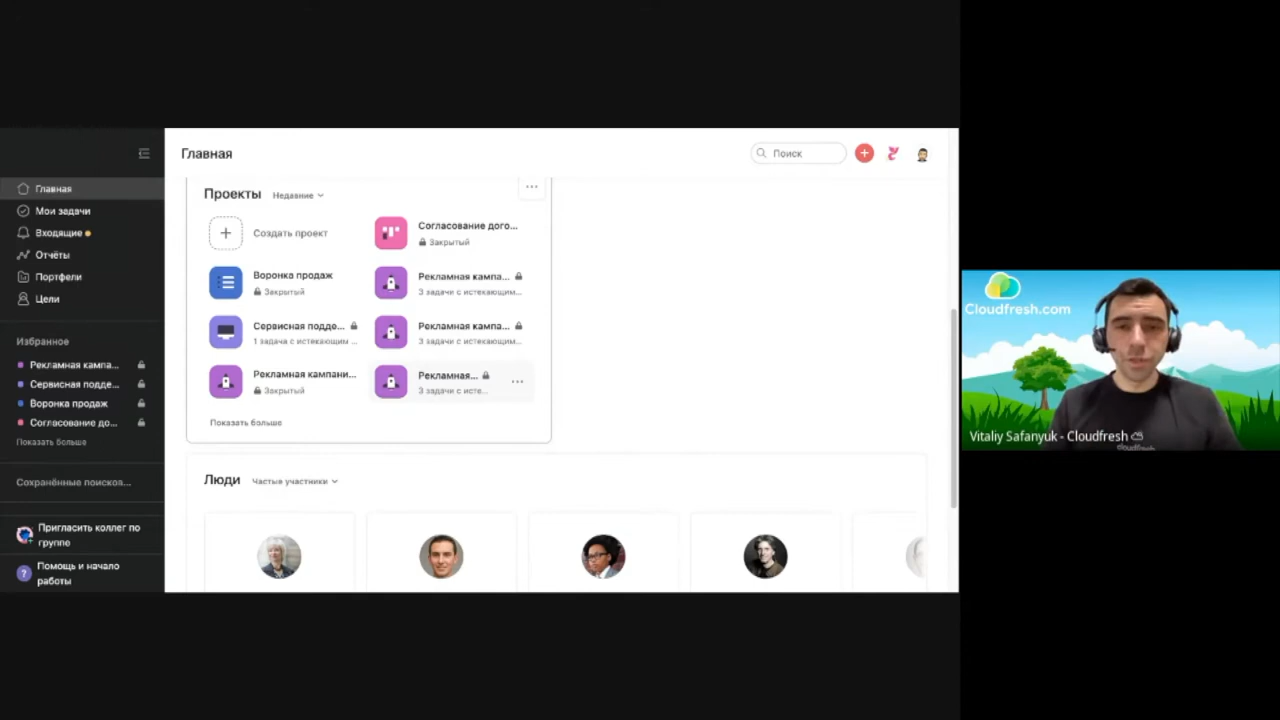 Главная
Поиск
Главная
Мои задачи
Входящие
Отчёты
Портфели
Цели
Избранное
Рекламная кампа...
Сервисная подде...
Воронка продаж
Согласование до...
Показать больше
Сохранённые поисков...
Пригласить коллег по
группе
? Помощь и начало
работы
Проекты Недавние
Создать проект
Согласование дого...
Закрытый
Воронка продаж
Закрытый
Рекламная кампа...
3 задачи с истекающим...
Сервисная подде...
1 задача с истекающим ...
Рекламная кампа...
3 задачи с истекающим...
Рекламная кампани...
Закрытый
Рекламная...
3 задачи с исте...
Показать больше
Люди Частые участники
Cloudfresh.com
Vitaliy Safanyuk - Cloudfresh
cloudfresh